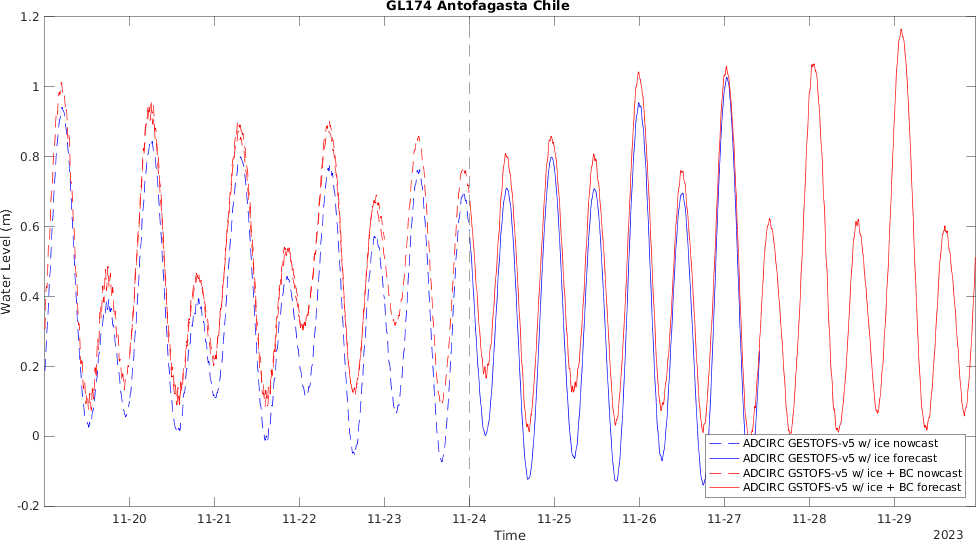 GL174 Antofagasta Chile
1.2
1
0.8
0.6
0.4
0.2
0
-0.2
Water Level (m)
11-20
11-21
11-22
11-23
11-24
11-25
11-26
11-27
11-28
11-29
Time
2023
ADCIRC GESTOFS-v5 w/ ice nowcast
ADCIRC GESTOFS-v5 w/ ice forecast
ADCIRC GSTOFS-v5 w/ ice + BC nowcast
ADCIRC GSTOFS-v5 w/ ice + BC forecast